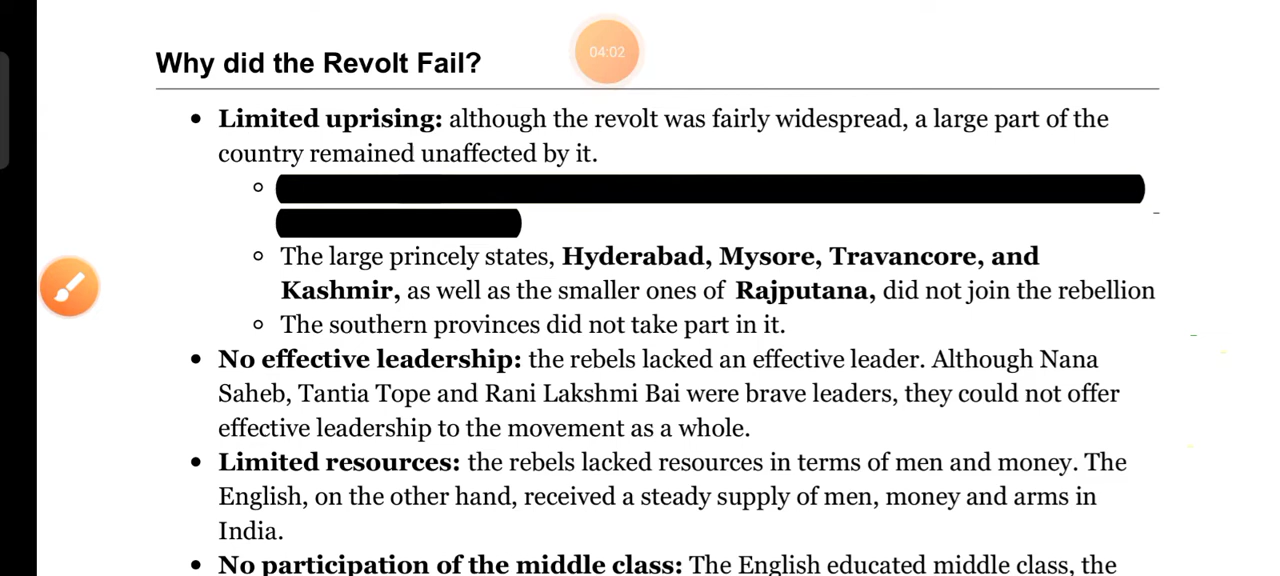 04:02
Why did the Revolt Fail?
• Limited uprising: although the revolt was fairly widespread, a large part of the
country remained unaffected by it.
The large princely states, Hyderabad, Mysore, Travancore, and
Kashmir, as well as the smaller ones of Rajputana, did not join the rebellion
The southern provinces did not take part in it.
• No effective leadership: the rebels lacked an effective leader. Although Nana
Saheb, Tantia Tope and Rani Lakshmi Bai were brave leaders, they could not offer
effective leadership to the movement as a whole.
• Limited resources: the rebels lacked resources in terms of men and money. The
English, on the other hand, received a steady supply of men, money and arms in
India.
• No participation of the middle class: The English educated middle class, the